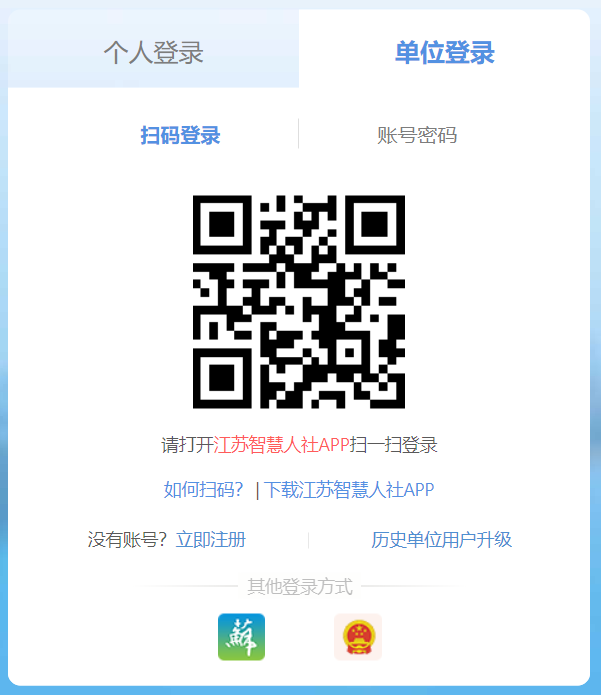 个人登录 单位登录
扫码登录 账号密码
请打开江苏智慧人社APP扫一扫登录
如何扫码? | 下载江苏智慧人社APP
没有账号? 立即注册 历史单位用户升级
其他登录方式
蘇